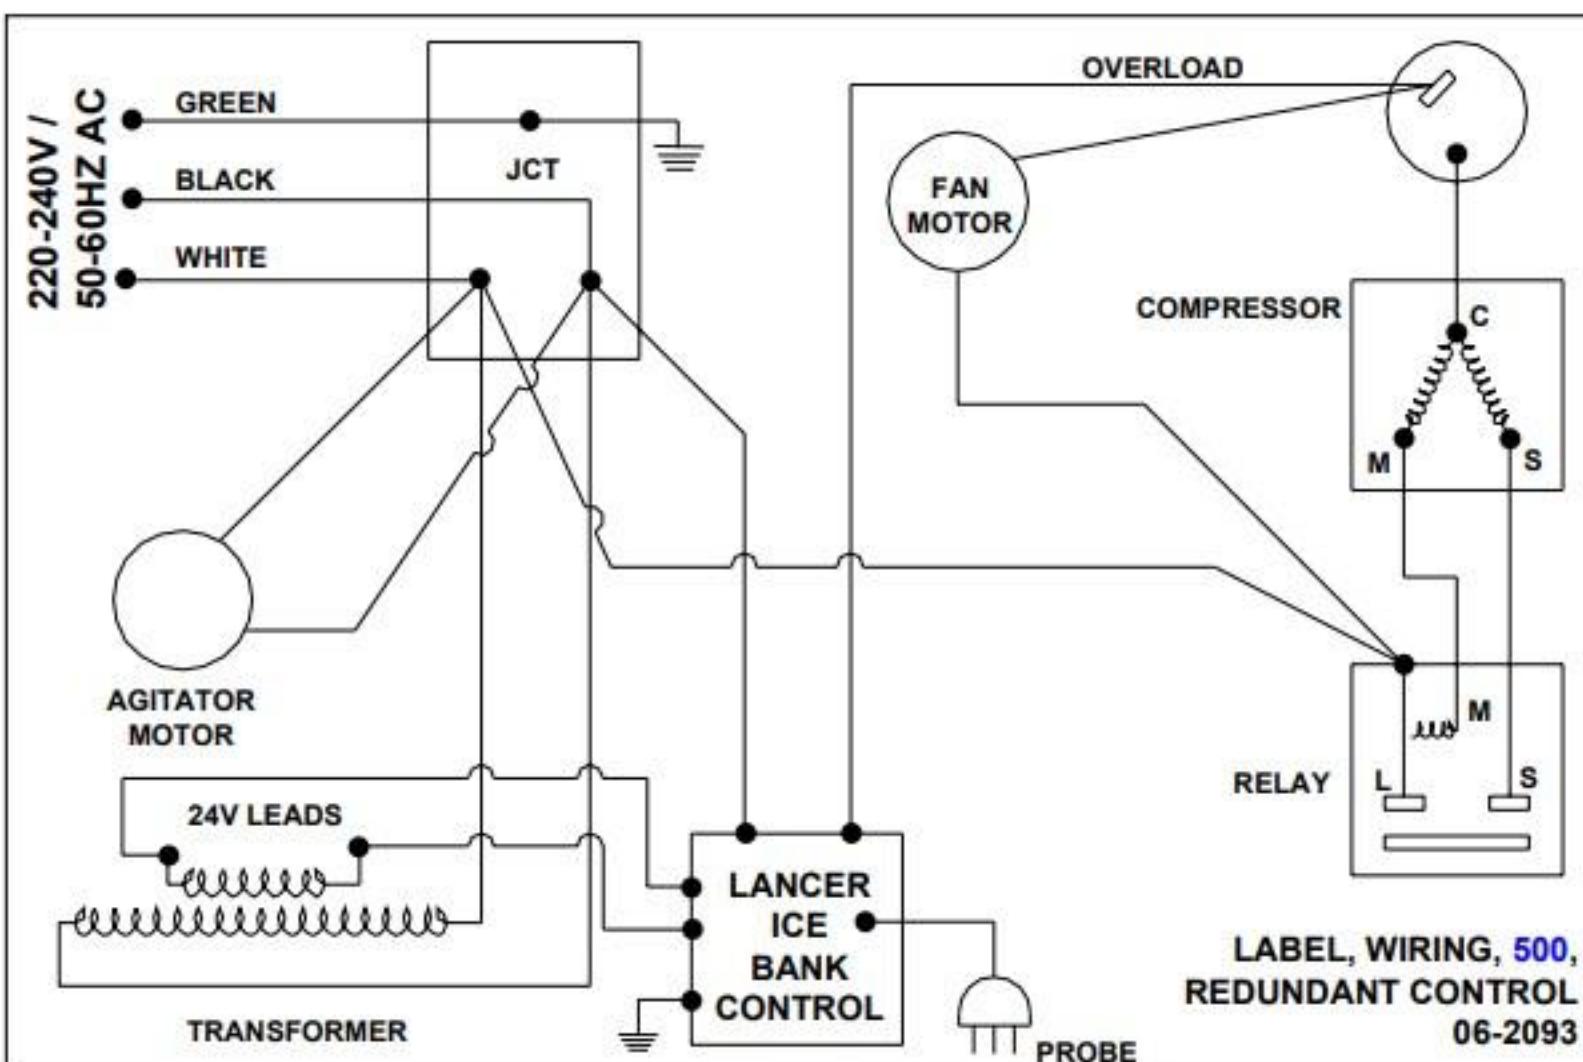 220-240V /
50-60HZ AC
GREEN
BLACK
WHITE
JCT
OVERLOAD
FAN
MOTOR
COMPRESSOR
C
M
S
AGITATOR
MOTOR
M
RELAY
L
S
24V LEADS
LANCER
ICE
BANK
CONTROL
TRANSFORMER
PROBE
LABEL, WIRING, 500,
REDUNDANT CONTROL
06-2093